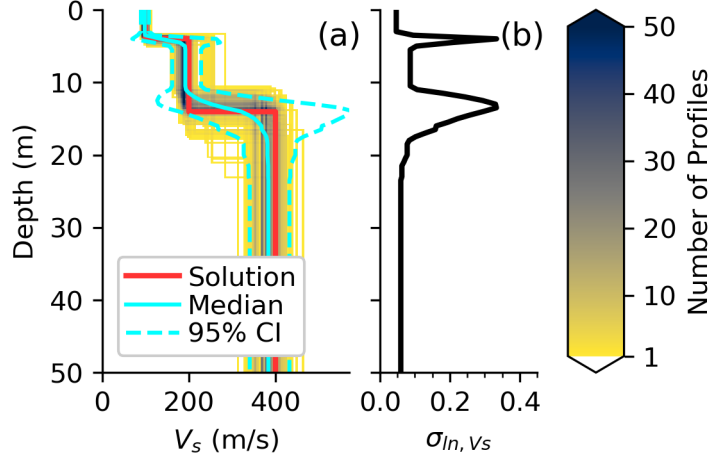 0
10
20
30
40
50
Depth (m)
(a)
Solution
Median
95% CI
0
200
400
V_s (m/s)
(b)
0.0
0.2
0.4
σ_ln,Vs
50
40
30
20
10
1
Number of Profiles